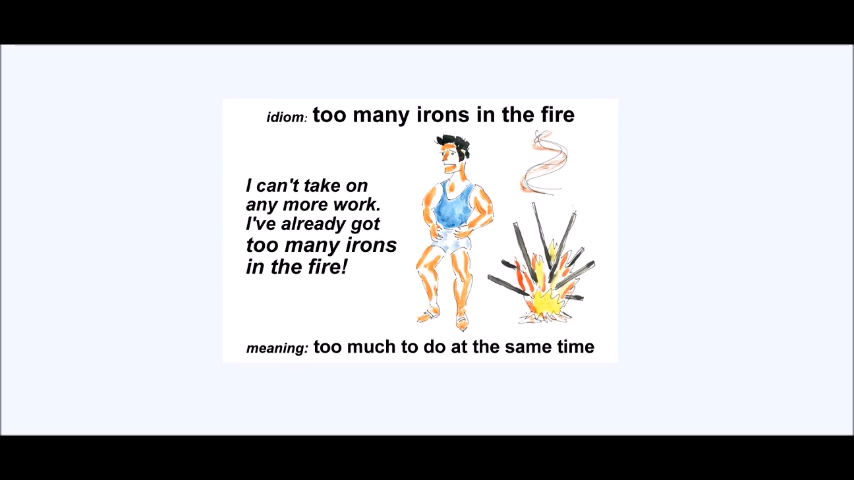 idiom: too many irons in the fire
I can't take on
any more work.
I've already got
too many irons
in the fire!
meaning: too much to do at the same time